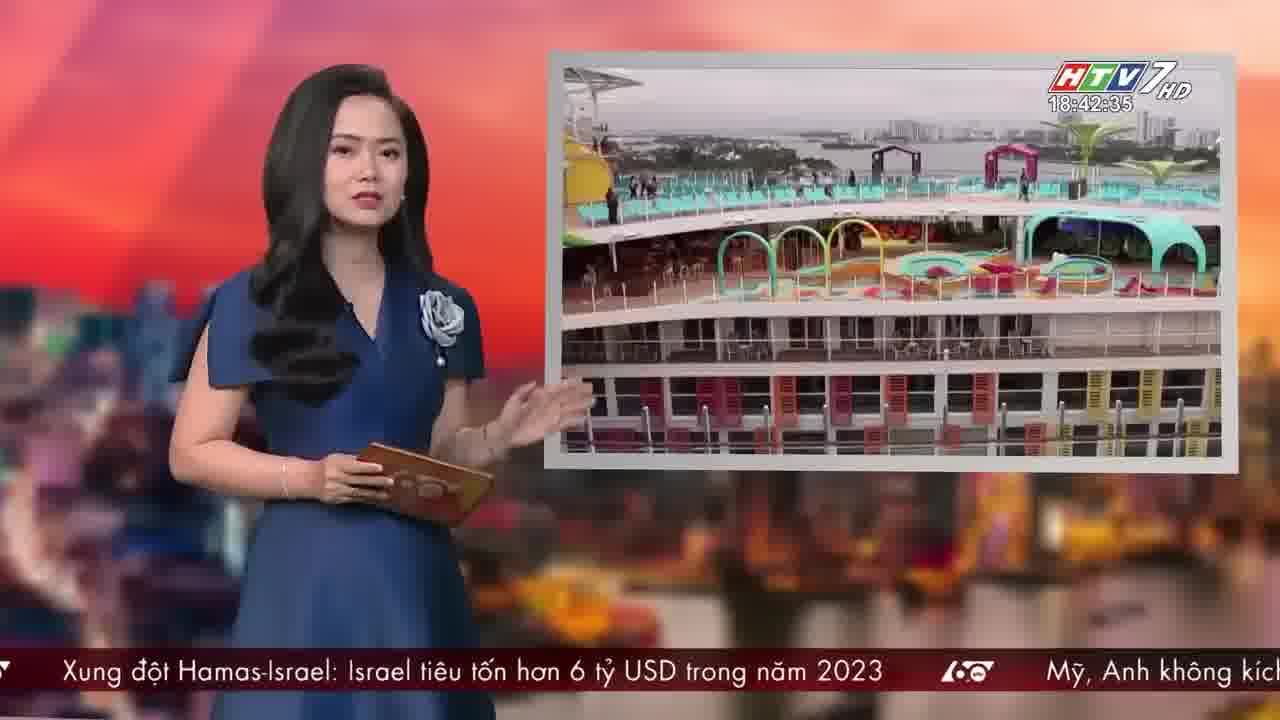 HTV7 HD
18:42:35
Xung đột Hamas-Israel: Israel tiêu tốn hơn 6 tỷ USD trong năm 2023
60
Mỹ, Anh không kích